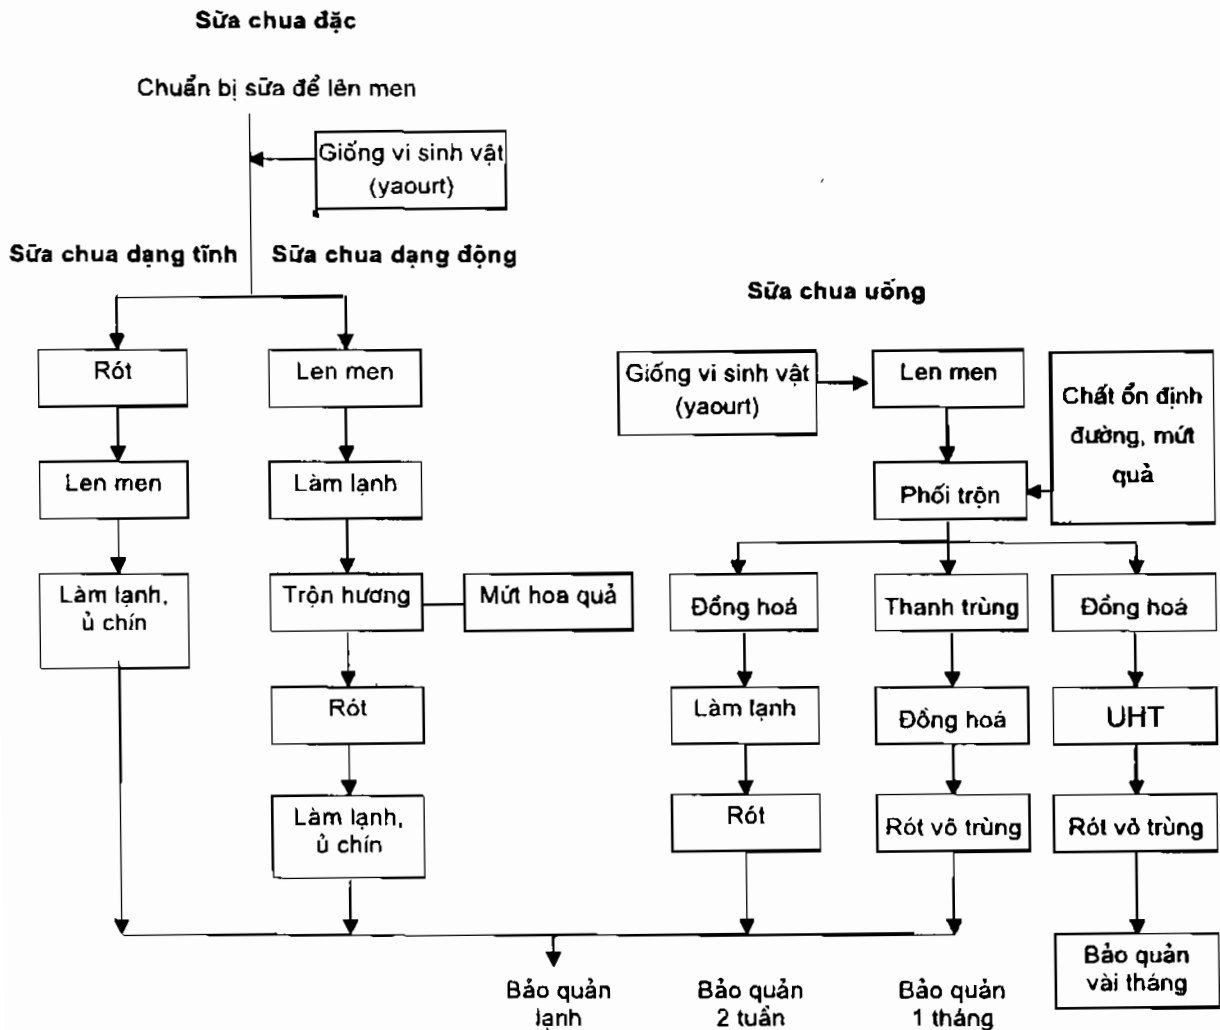 Sữa chua đặc
Chuẩn bị sữa để lên men
Giống vi sinh vật
(yaourt)
Sữa chua dạng tĩnh
Sữa chua dạng động
Rót
Len men
Làm lạnh,
ủ chín
Len men
Làm lạnh
Trộn hương
Mứt hoa quả
Rót
Làm lạnh,
ủ chín
Sữa chua uống
Giống vi sinh vật
(yaourt)
Len men
Chất ổn định
đường, mứt
quả
Phối trộn
Đồng hoá
Làm lạnh
Rót
Thanh trùng
Đồng hoá
Rót vô trùng
Đồng hoá
UHT
Rót vô trùng
Bảo quản
lạnh
Bảo quản
2 tuần
Bảo quản
1 tháng
Bảo quản
vài tháng